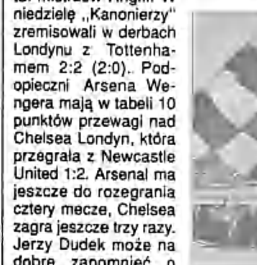 niedzielę „Kanonierzy"
zremisowali w derbach
Londynu z Tottenha-
mem 2:2 (2:0).. Pod-
opieczni Arsena We-
ngera mają w tabeli 10
punktów przewagi nad
Chelsea Londyn, która
przegrała z Newcastle
United 1:2. Arsenal ma
jeszcze do rozegrania
cztery mecze, Chelsea
zagra jeszcze trzy razy.
Jerzy Dudek może na
dobre zapomnieć o